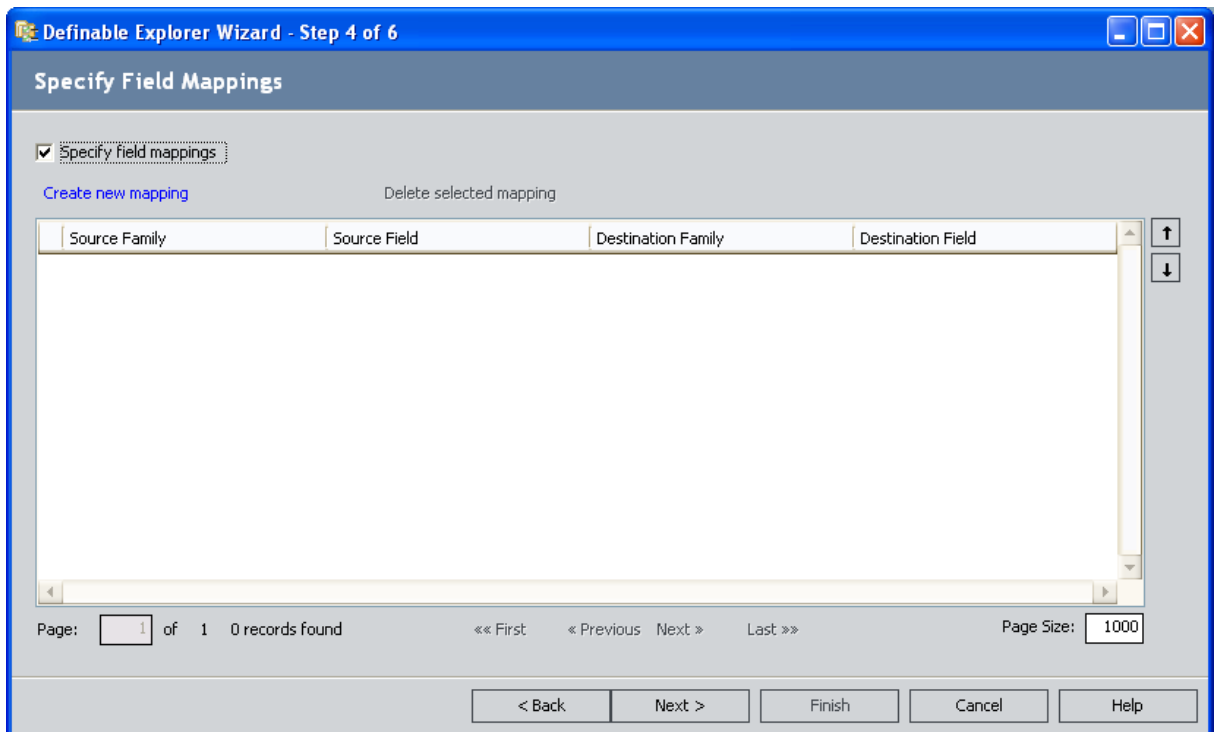 Definable Explorer Wizard - Step 4 of 6
Specify Field Mappings
Specify field mappings
Create new mapping Delete selected mapping
Source Family Source Field Destination Family Destination Field
Page: 1 of 1 0 records found «« First « Previous Next » Last »» Page Size: 1000
< Back Next > Finish Cancel Help